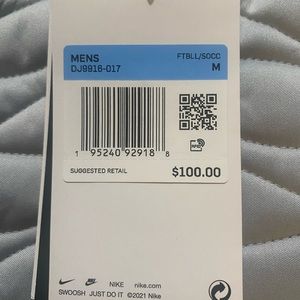 MENS FTBLL/SOCC
DJ9916-017 M
1 95240 92918 8
SUGGESTED RETAIL $100.00
NIKE nike.com
SWOOSH JUST DO IT ©2021 Nike